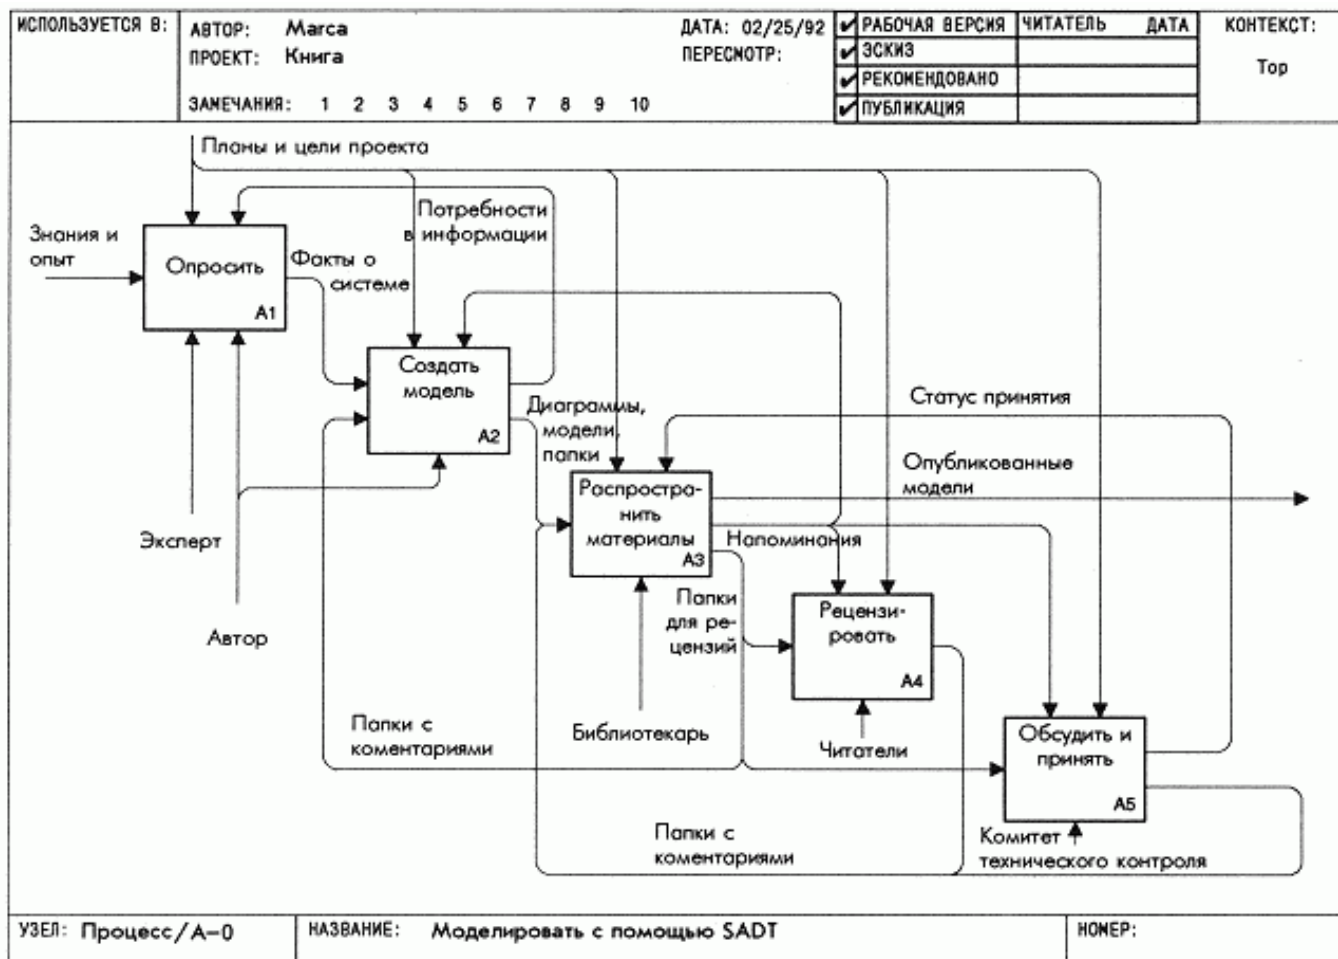 ИСПОЛЬЗУЕТСЯ В:
АВТОР: Marca
ПРОЕКТ: Книга
ЗАМЕЧАНИЯ: 1 2 3 4 5 6 7 8 9 10
ДАТА: 02/25/92
ПЕРЕСМОТР:
РАБОЧАЯ ВЕРСИЯ
ЭСКИЗ
РЕКОМЕНДОВАНО
ПУБЛИКАЦИЯ
ЧИТАТЕЛЬ ДАТА
КОНТЕКСТ:
Top
Планы и цели проекта
Потребности
в информации
Знания и
опыт
Опросить
A1
Факты о
системе
Создать
модель
A2
Диаграммы,
модели,
папки
Статус принятия
Опубликованные
модели
Распростра-
нить
материалы
A3
Напоминания
Эксперт
Автор
Папки
для ре-
цензий
Рецензи-
ровать
A4
Папки с
коментариями
Библиотекарь
Читатели
Обсудить и
принять
A5
Папки с
коментариями
Комитет
технического контроля
УЗЕЛ: Процесс/A-0
НАЗВАНИЕ: Моделировать с помощью SADT
НОМЕР: